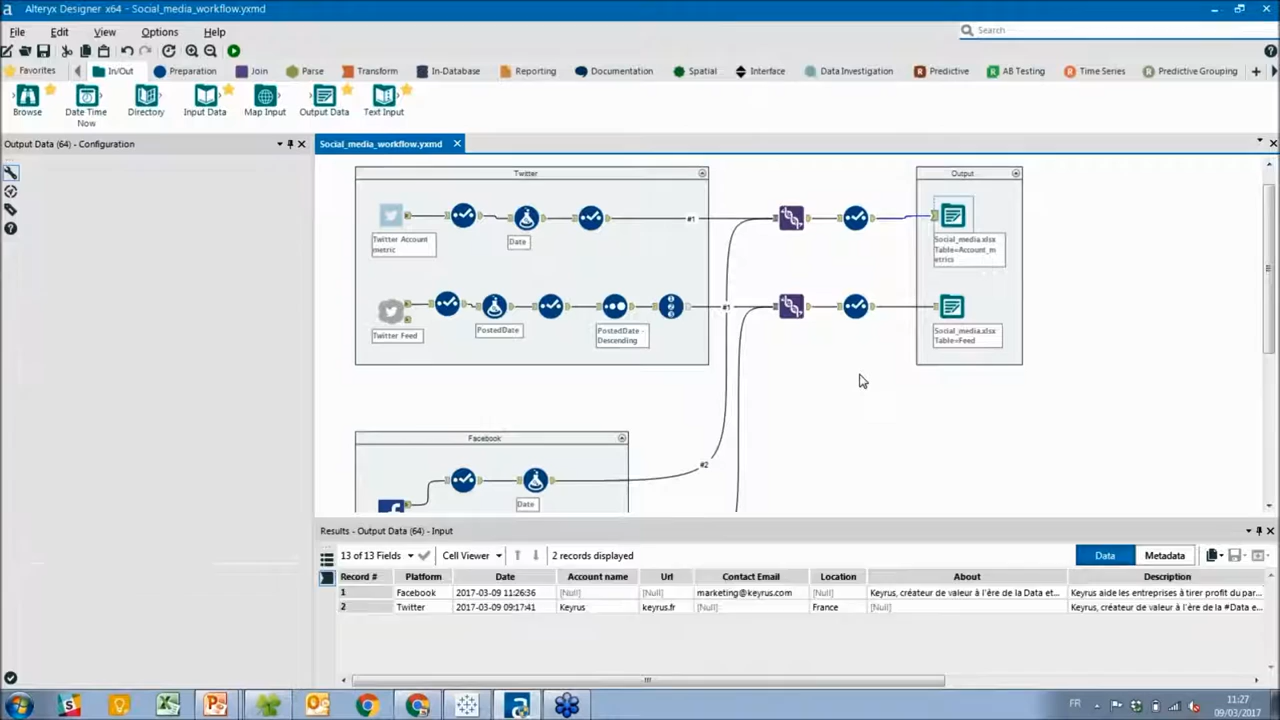 Alteryx Designer x64 - Social_media_workflow.yxmd
File Edit View Options Help
Search
Favorites In/Out Preparation Join Parse Transform In-Database Reporting Documentation Spatial Interface Data Investigation Predictive AB Testing Time Series Predictive Grouping
Browse Date Time Now Directory Input Data Map Input Output Data Text Input
Output Data (64) - Configuration
Social_media_workflow.yxmd
Twitter
Output
#1
Twitter Account
metric
Date
Social_media.xlsx
Table=Account_m
etrics
#1
Twitter Feed
PostedDate
PostedDate -
Descending
Social_media.xlsx
Table=Feed
Facebook
#2
Date
Results - Output Data (64) - Input
13 of 13 Fields Cell Viewer 2 records displayed Data Metadata
Record # Platform Date Account name Url Contact Email Location About Description
1 Facebook 2017-03-09 11:26:36 [Null] [Null] marketing@keyrus.com [Null] Keyrus, créateur de valeur à l'ère de la Data et... Keyrus aide les entreprises à tirer profit du par...
2 Twitter 2017-03-09 09:17:41 Keyrus keyrus.fr [Null] France [Null] Keyrus, créateur de valeur à l'ère de la #Data e...
FR
11:27
09/03/2017